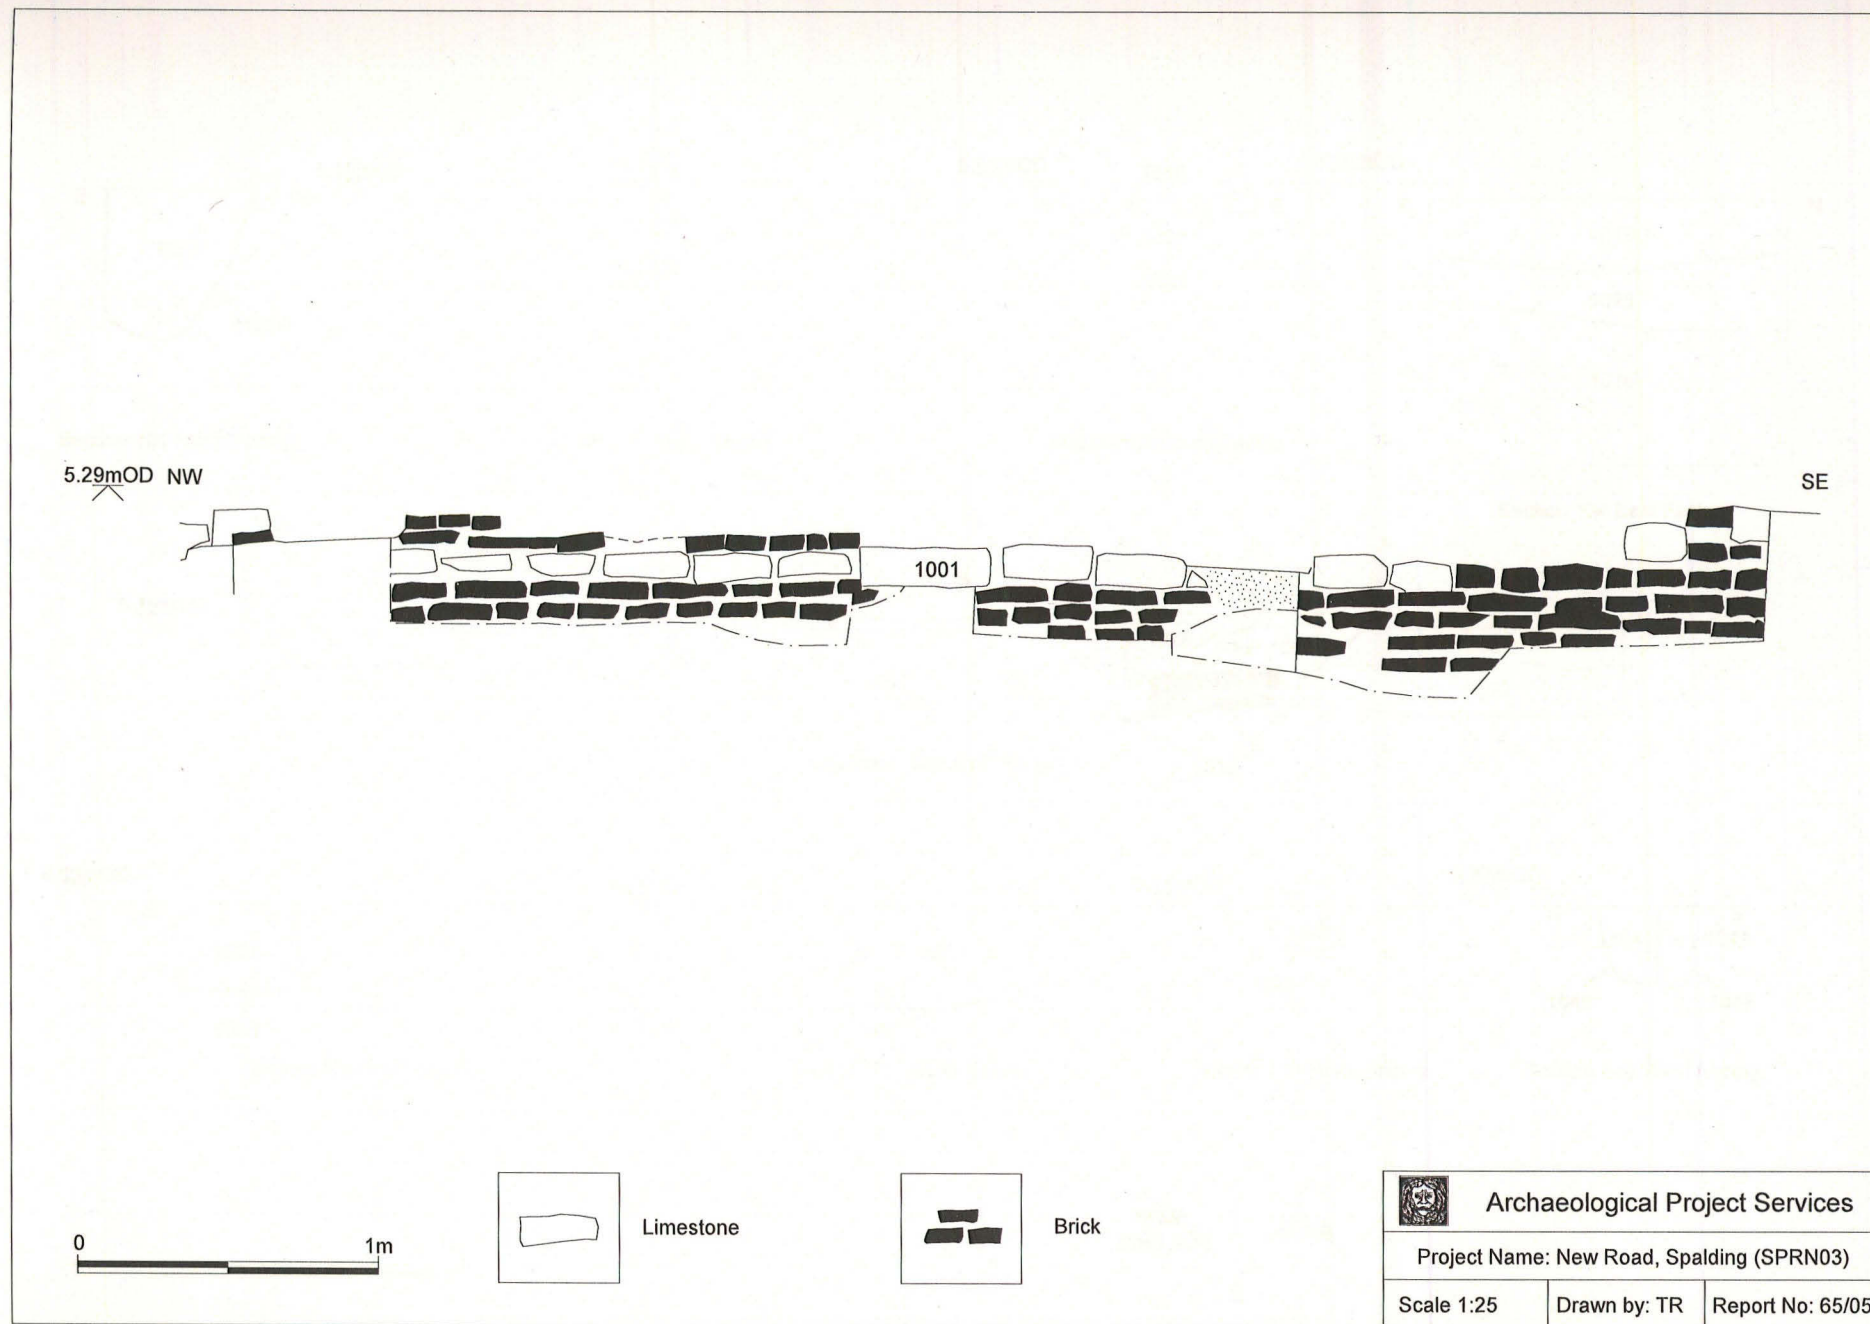 5.29mOD NW
SE
1001
0 1m
Limestone
Brick
Archaeological Project Services
Project Name: New Road, Spalding (SPRN03)
Scale 1:25 Drawn by: TR Report No: 65/05